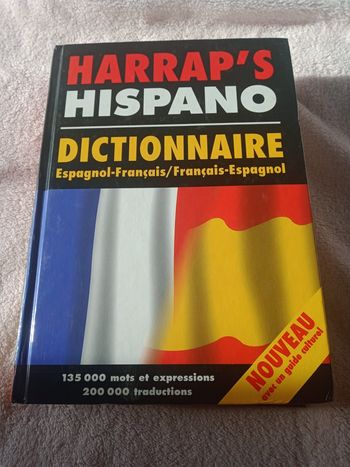 HARRAP'S
HISPANO
DICTIONNAIRE
Espagnol-Français/Français-Espagnol
NOUVEAU
avec un guide culturel
135 000 mots et expressions
200 000 traductions